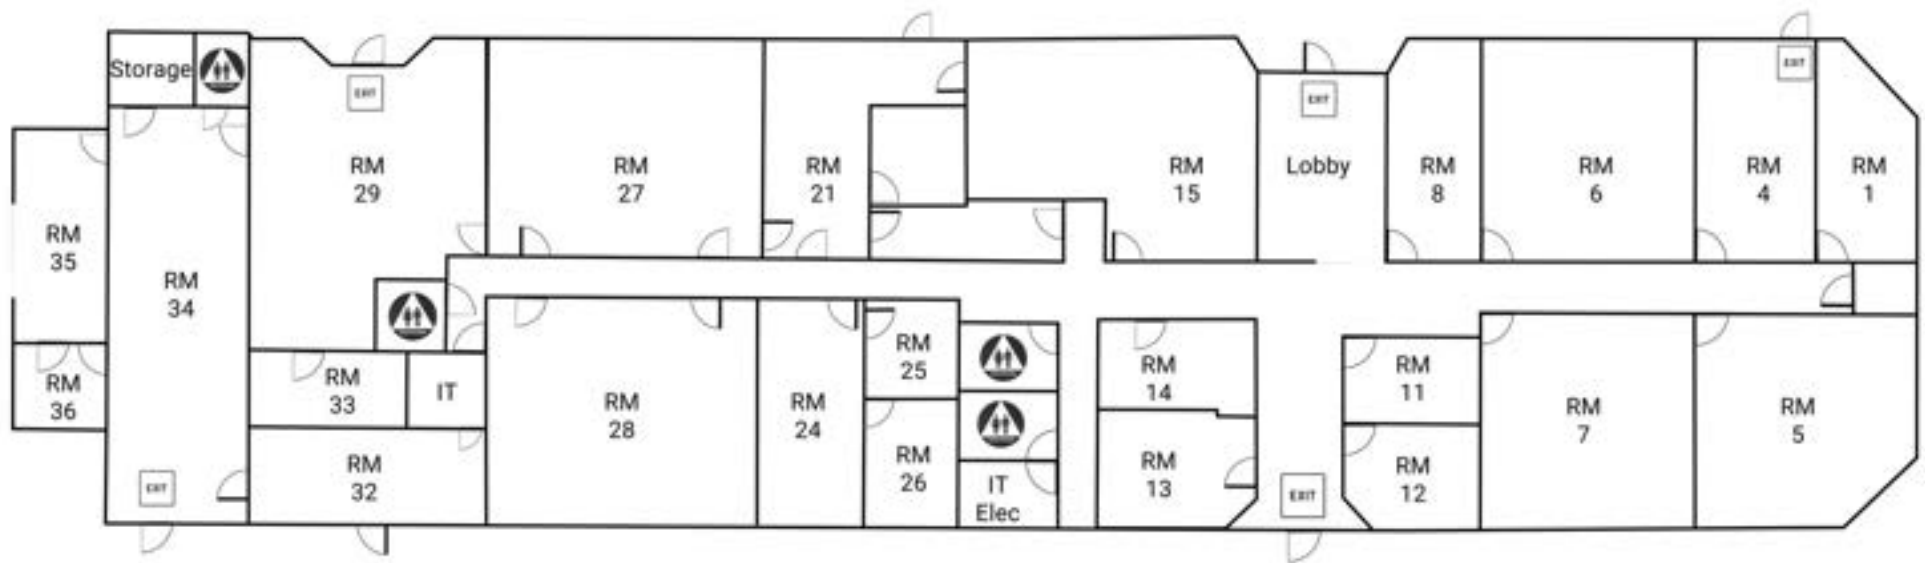 Storage
EXIT
EXIT
EXIT
RM
29
RM
27
RM
21
RM
15
Lobby
RM
8
RM
6
RM
4
RM
1
RM
35
RM
34
RM
36
RM
33
IT
RM
28
RM
24
RM
25
RM
14
RM
11
RM
7
RM
5
RM
32
RM
26
RM
13
RM
12
EXIT
IT
Elec
EXIT